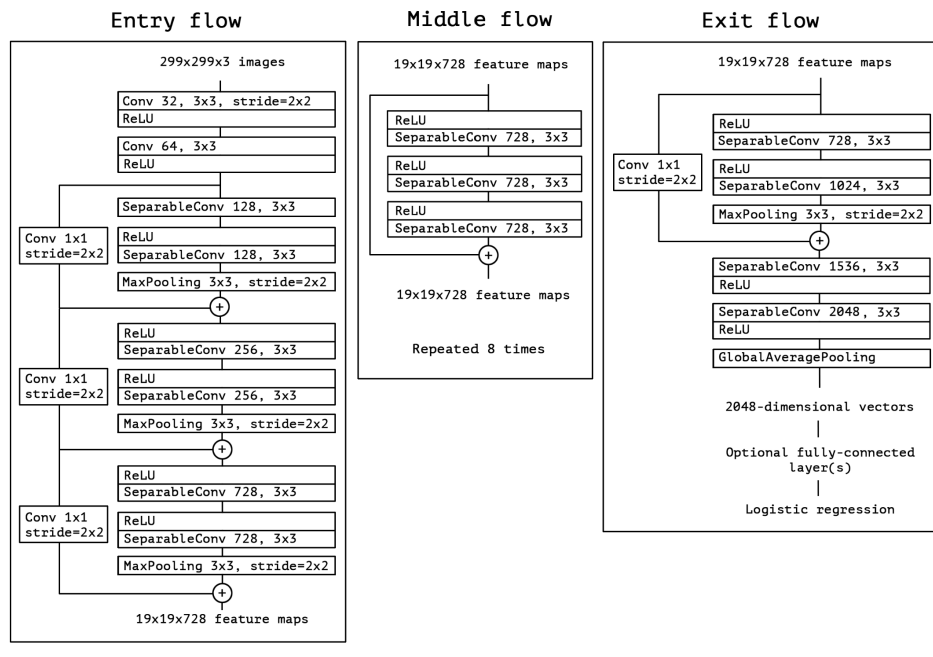 Entry flow
299x299x3 images
Conv 32, 3x3, stride=2x2
ReLU
Conv 64, 3x3
ReLU
SeparableConv 128, 3x3
Conv 1x1
stride=2x2
ReLU
SeparableConv 128, 3x3
MaxPooling 3x3, stride=2x2
+
ReLU
SeparableConv 256, 3x3
Conv 1x1
stride=2x2
ReLU
SeparableConv 256, 3x3
MaxPooling 3x3, stride=2x2
+
ReLU
SeparableConv 728, 3x3
Conv 1x1
stride=2x2
ReLU
SeparableConv 728, 3x3
MaxPooling 3x3, stride=2x2
+
19x19x728 feature maps
Middle flow
19x19x728 feature maps
ReLU
SeparableConv 728, 3x3
ReLU
SeparableConv 728, 3x3
ReLU
SeparableConv 728, 3x3
+
19x19x728 feature maps
Repeated 8 times
Exit flow
19x19x728 feature maps
ReLU
SeparableConv 728, 3x3
Conv 1x1
stride=2x2
ReLU
SeparableConv 1024, 3x3
MaxPooling 3x3, stride=2x2
+
SeparableConv 1536, 3x3
ReLU
SeparableConv 2048, 3x3
ReLU
GlobalAveragePooling
2048-dimensional vectors
Optional fully-connected
layer(s)
Logistic regression